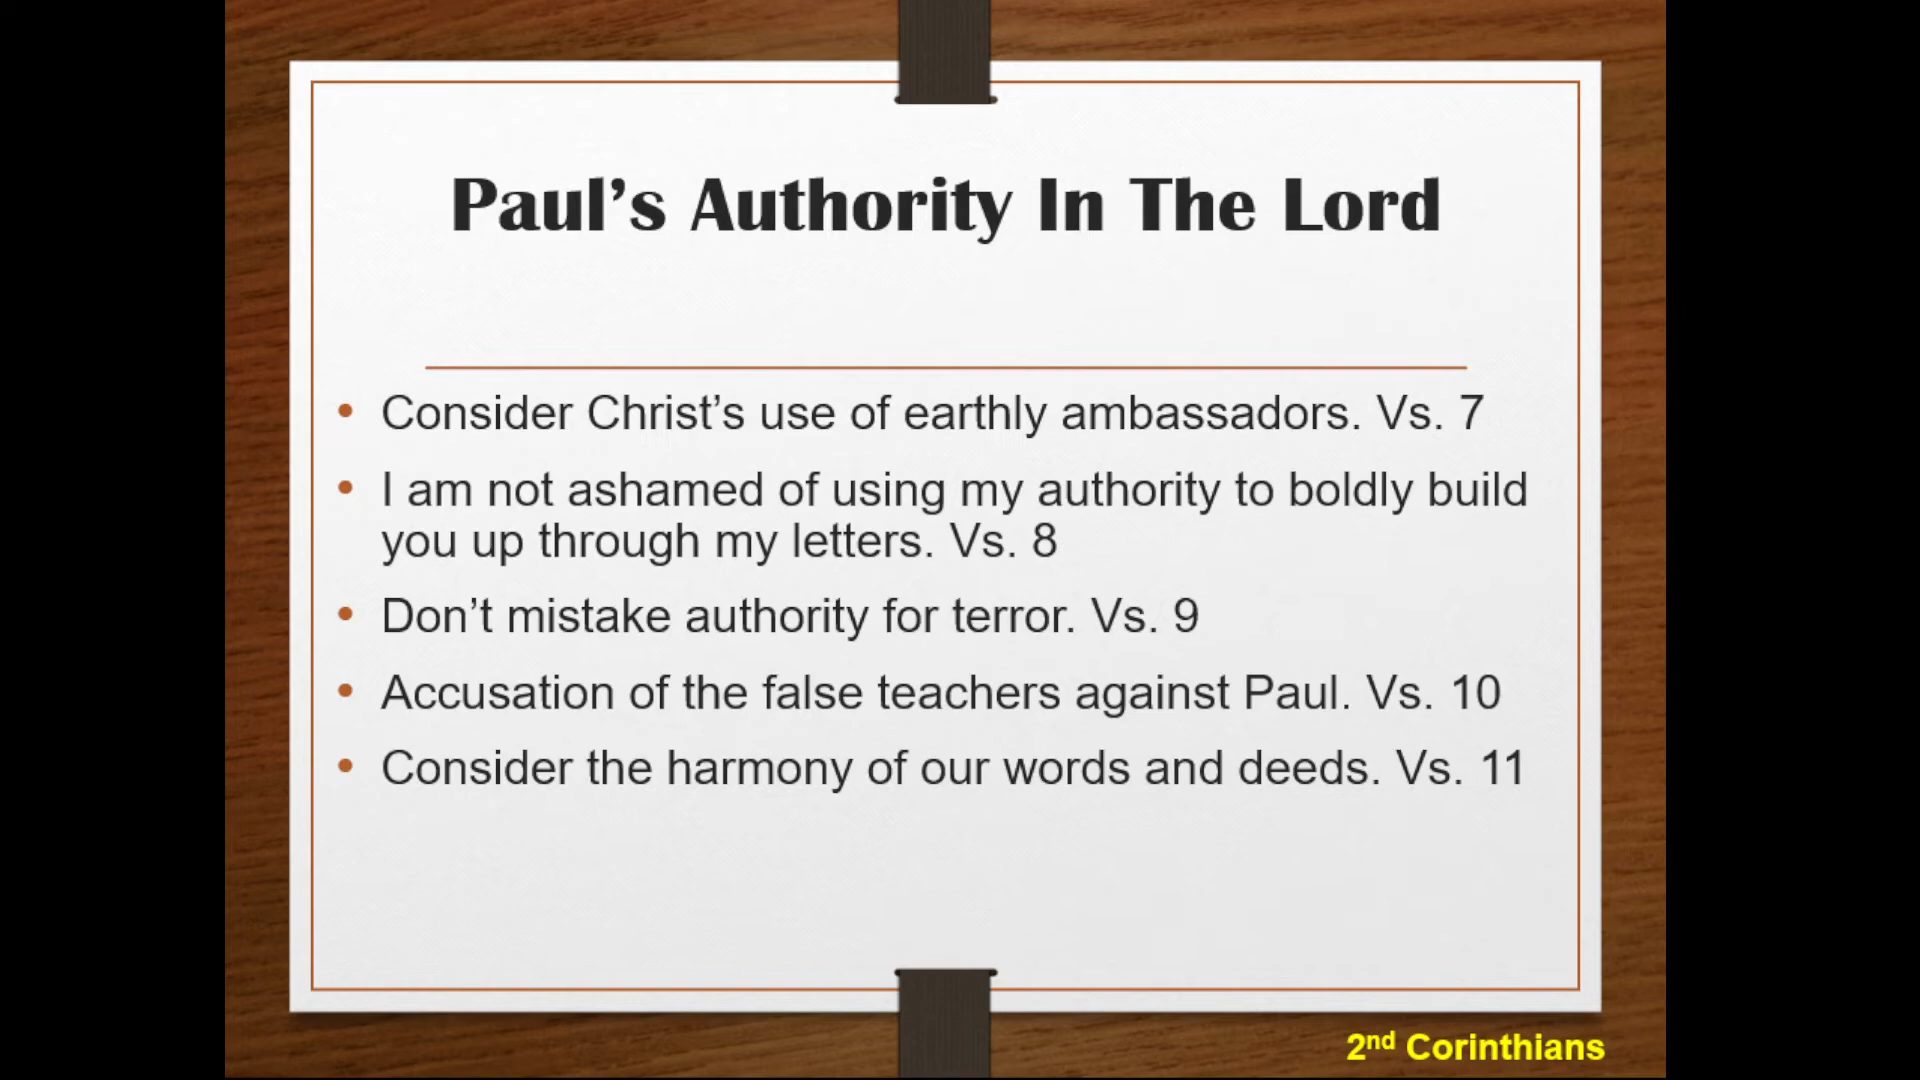 Paul’s Authority In The Lord
• Consider Christ’s use of earthly ambassadors. Vs. 7
• I am not ashamed of using my authority to boldly build
you up through my letters. Vs. 8
• Don’t mistake authority for terror. Vs. 9
• Accusation of the false teachers against Paul. Vs. 10
• Consider the harmony of our words and deeds. Vs. 11
2nd Corinthians